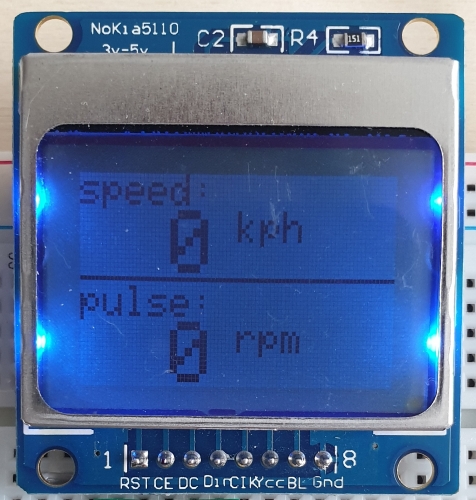 NoKia5110
3v-5v
C2 R4
151
speed:
0 kph
pulse:
0 rpm
1 8
RST CE DC Din ClK Vcc BL Gnd